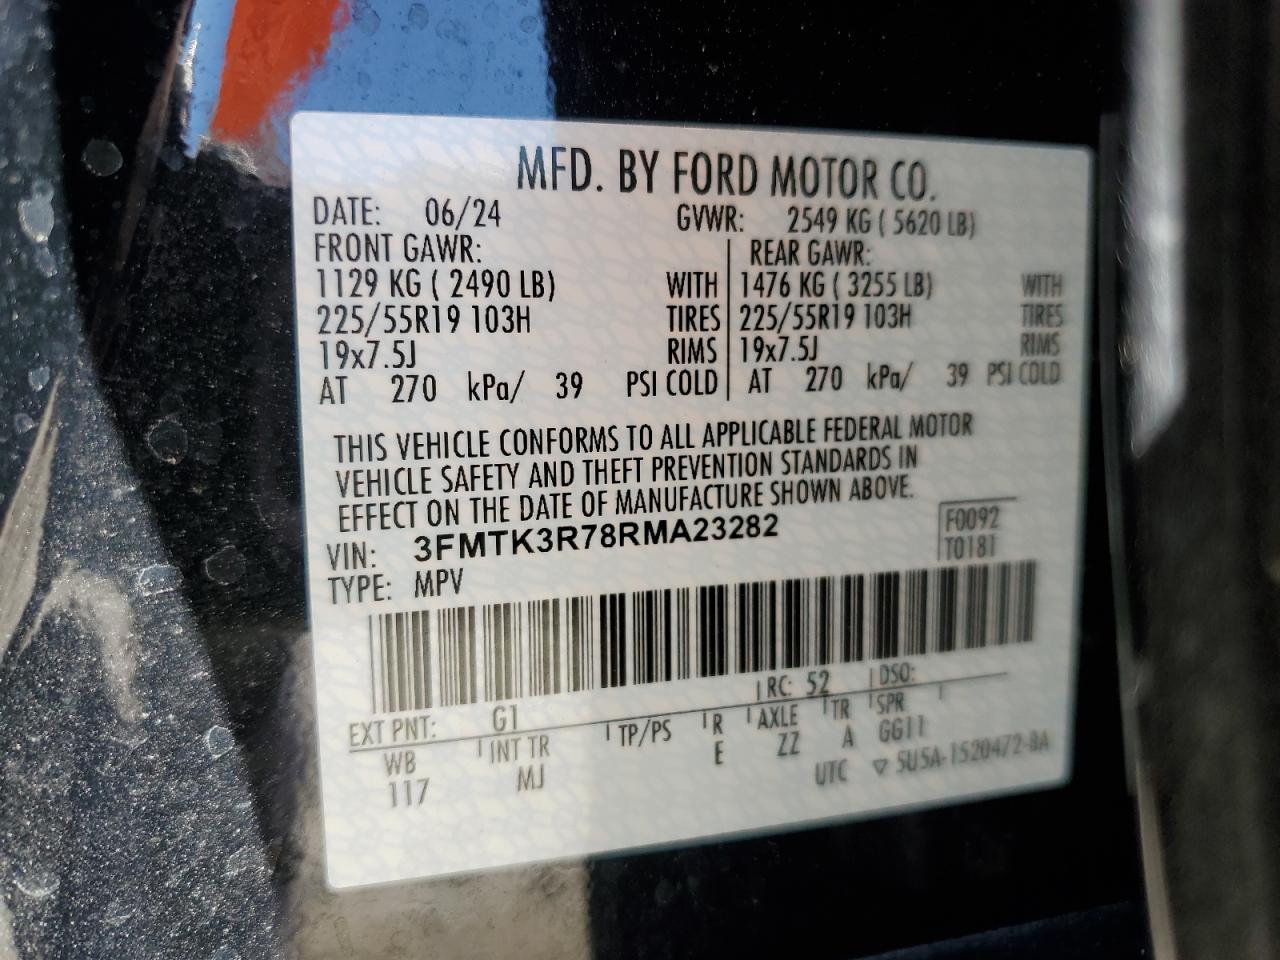 MFD. BY FORD MOTOR CO.
DATE: 06/24 GVWR: 2549 KG ( 5620 LB)
FRONT GAWR: REAR GAWR:
1129 KG ( 2490 LB) WITH 1476 KG ( 3255 LB) WITH
225/55R19 103H TIRES 225/55R19 103H TIRES
19x7.5J RIMS 19x7.5J RIMS
AT 270 kPa/ 39 PSI COLD AT 270 kPa/ 39 PSI COLD
THIS VEHICLE CONFORMS TO ALL APPLICABLE FEDERAL MOTOR
VEHICLE SAFETY AND THEFT PREVENTION STANDARDS IN
EFFECT ON THE DATE OF MANUFACTURE SHOWN ABOVE.
VIN: 3FMTK3R78RMA23282 F0092
TYPE: MPV T0181
RC: 52 DSO:
EXT PNT: G1
WB INT TR TP/PS R AXLE TR SPR
117 MJ E ZZ A GG11
UTC ▽ SU5A-1520472-BA